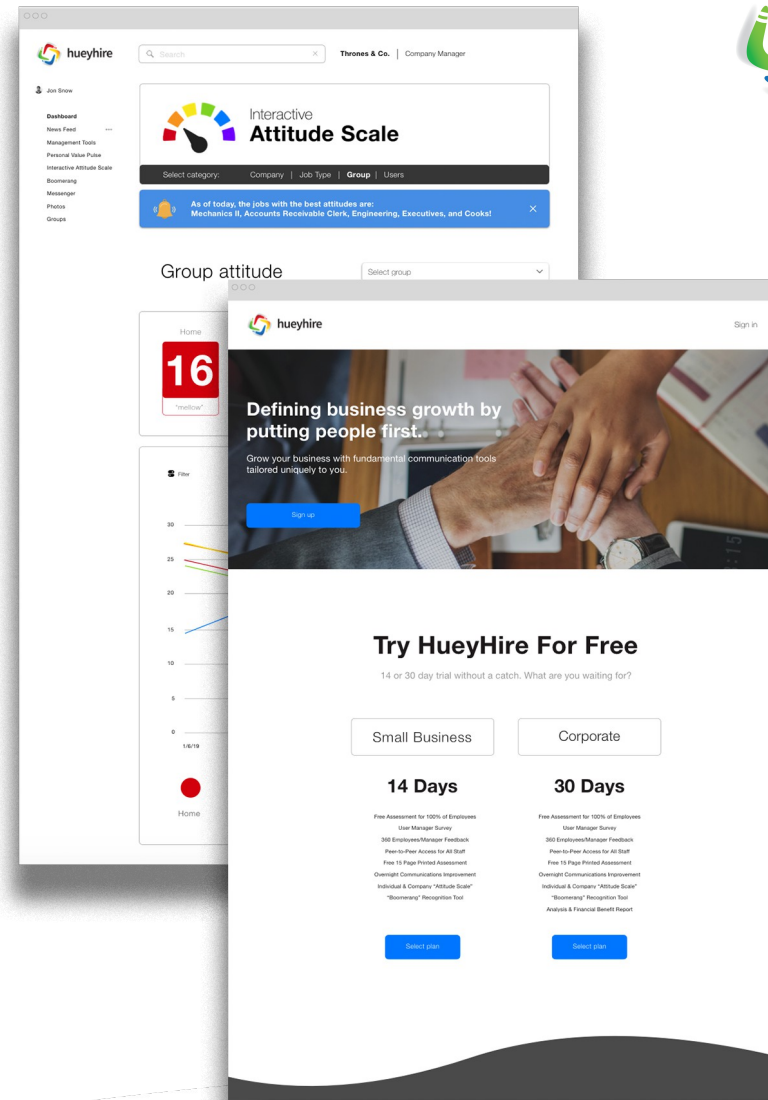 hueyhire
Search
Thrones & Co. | Company Manager
Jon Snow
Dashboard
News Feed
Management Tools
Personal Value Pulse
Interactive Attitude Scale
Boomerang
Messenger
Photos
Groups
Interactive
Attitude Scale
Select category: Company | Job Type | Group | Users
As of today, the jobs with the best attitudes are:
Mechanics II, Accounts Receivable Clerk, Engineering, Executives, and Cooks!
Group attitude
Select group
Home
16
"mellow"
Filter
30
25
20
15
10
5
0
1/6/19
Home
hueyhire
Sign in
Defining business growth by
putting people first.
Grow your business with fundamental communication tools
tailored uniquely to you.
Sign up
Try HueyHire For Free
14 or 30 day trial without a catch. What are you waiting for?
Small Business
14 Days
Free Assessment for 100% of Employees
User Manager Survey
360 Employees/Manager Feedback
Peer-to-Peer Access for All Staff
Free 15 Page Printed Assessment
Overnight Communications Improvement
Individual & Company "Attitude Scale"
"Boomerang" Recognition Tool
Select plan
Corporate
30 Days
Free Assessment for 100% of Employees
User Manager Survey
360 Employees/Manager Feedback
Peer-to-Peer Access for All Staff
Free 15 Page Printed Assessment
Overnight Communications Improvement
Individual & Company "Attitude Scale"
"Boomerang" Recognition Tool
Analysis & Financial Benefit Report
Select plan